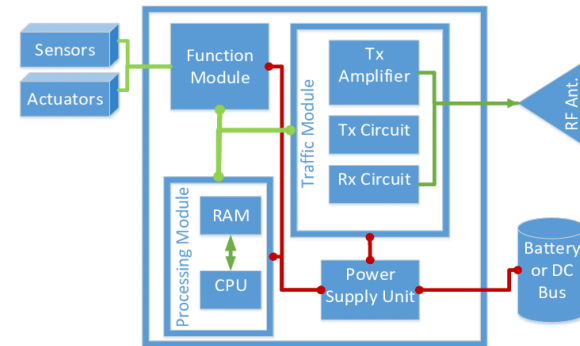 Sensors
Actuators
Function
Module
Traffic Module
Tx
Amplifier
Tx Circuit
Rx Circuit
RF Ant.
Processing Module
RAM
CPU
Power
Supply Unit
Battery
or DC
Bus